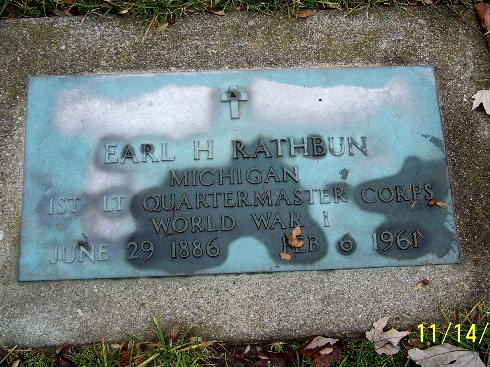 EARL H RATHBUN
MICHIGAN
1ST LT QUARTERMASTER CORPS
WORLD WAR I
JUNE 29 1886 FEB 6 1961
11/14/